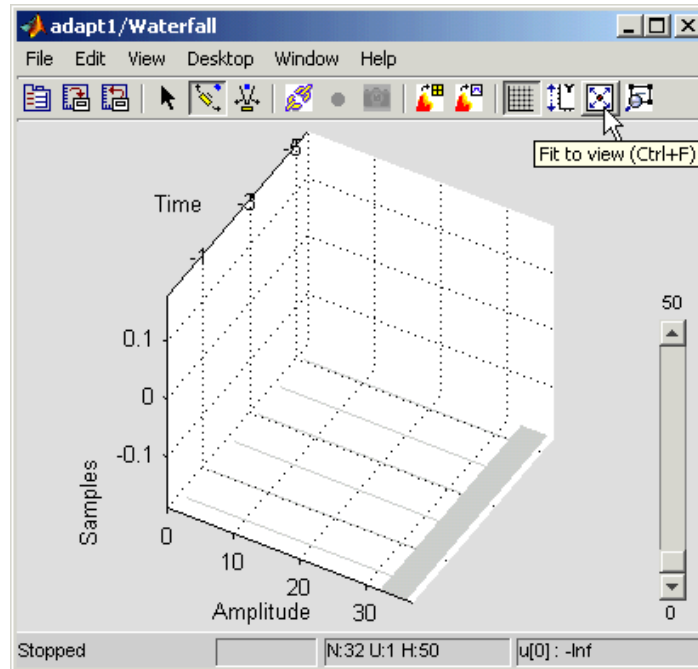 adapt1/Waterfall
File Edit View Desktop Window Help
Fit to view (Ctrl+F)
-5
Time -3
-1
50
0.1
0
-0.1
Samples
0
10
20
30
Amplitude
0
Stopped N:32 U:1 H:50 u[0] : -Inf